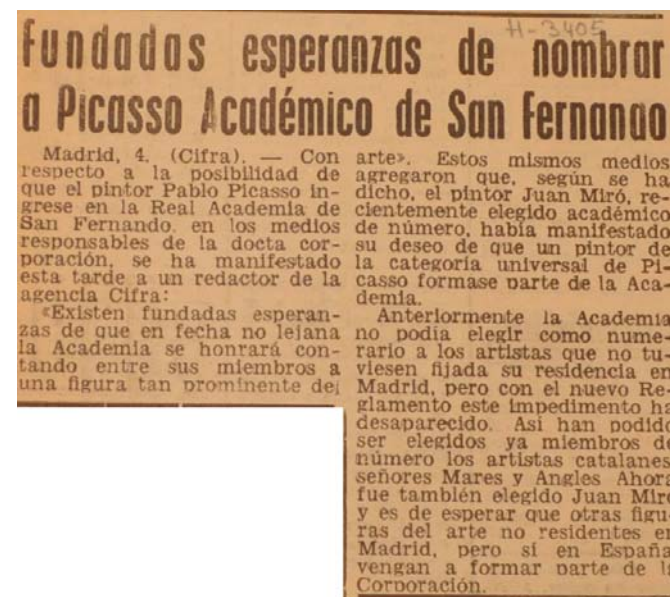 H-3405
Fundadas esperanzas de nombrar
a Picasso Académico de San Fernando
Madrid, 4. (Cifra). — Con
respecto a la posibilidad de
que el pintor Pablo Picasso in-
grese en la Real Academia de
San Fernando. en los medios
responsables de la docta cor-
poración, se ha manifestado
esta tarde a un redactor de la
agencia Cifra:
«Existen fundadas esperan-
zas de que en fecha no lejana
la Academia se honrará con-
tando entre sus miembros a
una figura tan prominente del
arte». Estos mismos medios
agregaron que, según se ha
dicho, el pintor Juan Miró, re-
cientemente elegido académico
de número, había manifestado
su deseo de que un pintor de
la categoría universal de Pi-
casso formase parte de la Aca-
demia.
Anteriormente la Academia
no podía elegir como nume-
rario a los artistas que no tu-
viesen fijada su residencia en
Madrid, pero con el nuevo Re-
glamento este impedimento ha
desaparecido. Así han podido
ser elegidos ya miembros de
número los artistas catalanes
señores Mares y Angles Ahora
fue también elegido Juan Miró
y es de esperar que otras figu-
ras del arte no residentes en
Madrid, pero sí en España
vengan a formar parte de la
Corporación.